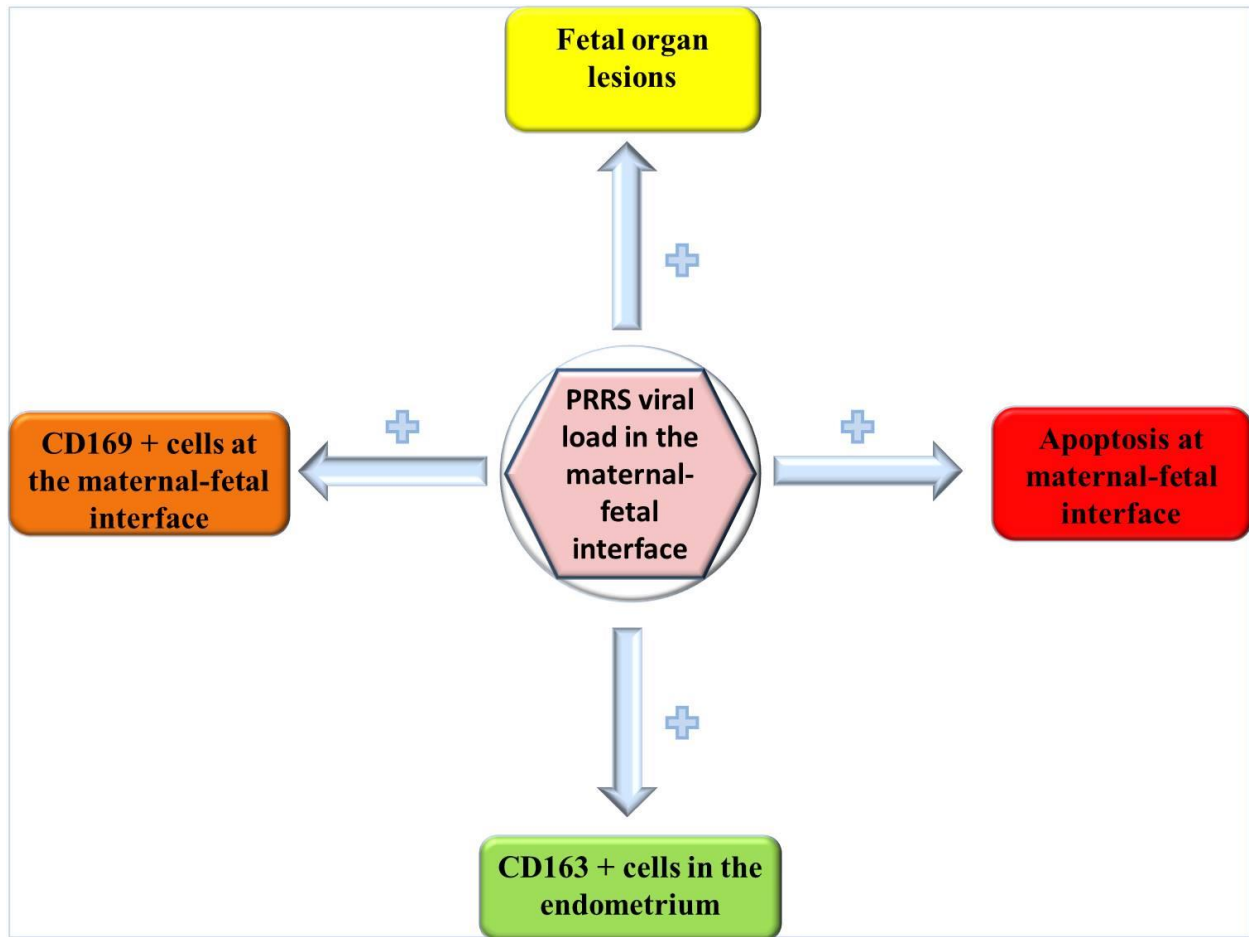 Fetal organ
lesions
PRRS viral
load in the
maternal-
fetal
interface
CD169 + cells at
the maternal-fetal
interface
Apoptosis at
maternal-fetal
interface
CD163 + cells in the
endometrium